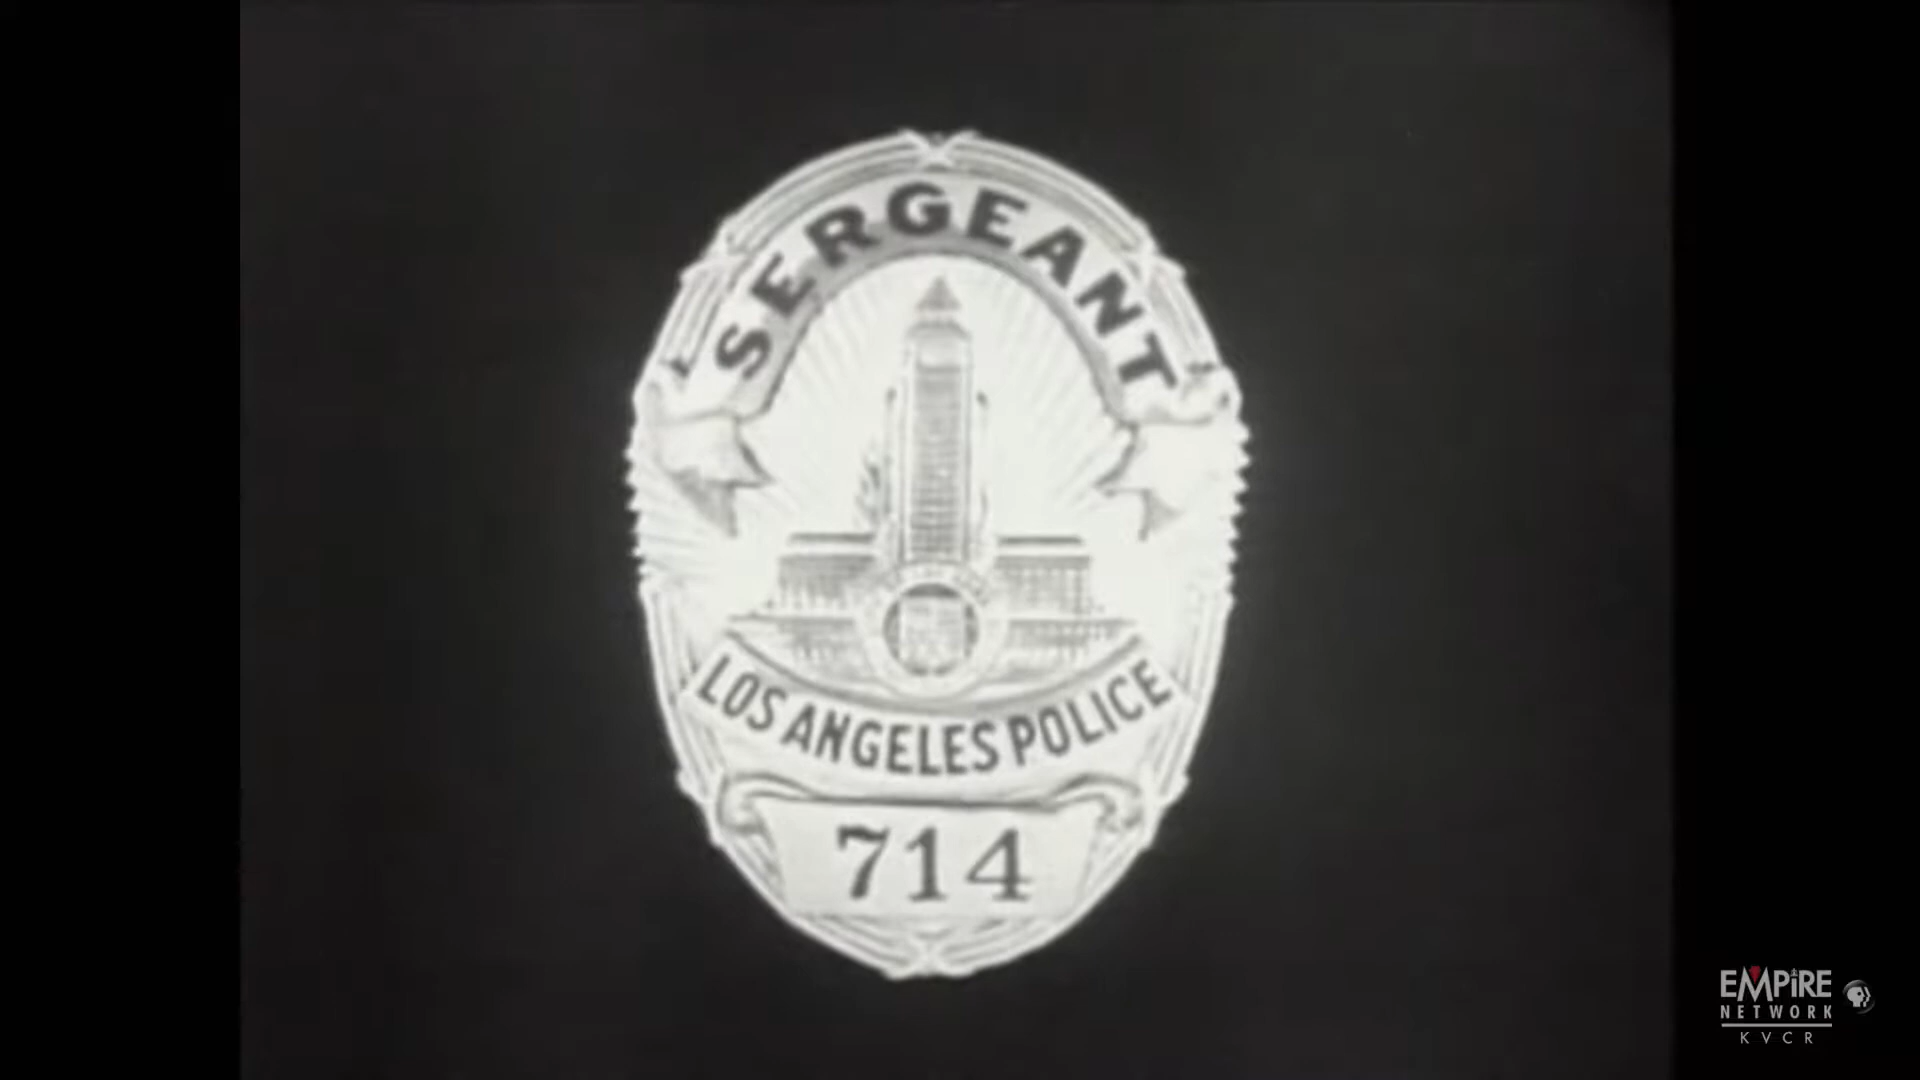 SERGEANT
LOS ANGELES POLICE
714
EMPiRE
NETWORK
KVCR